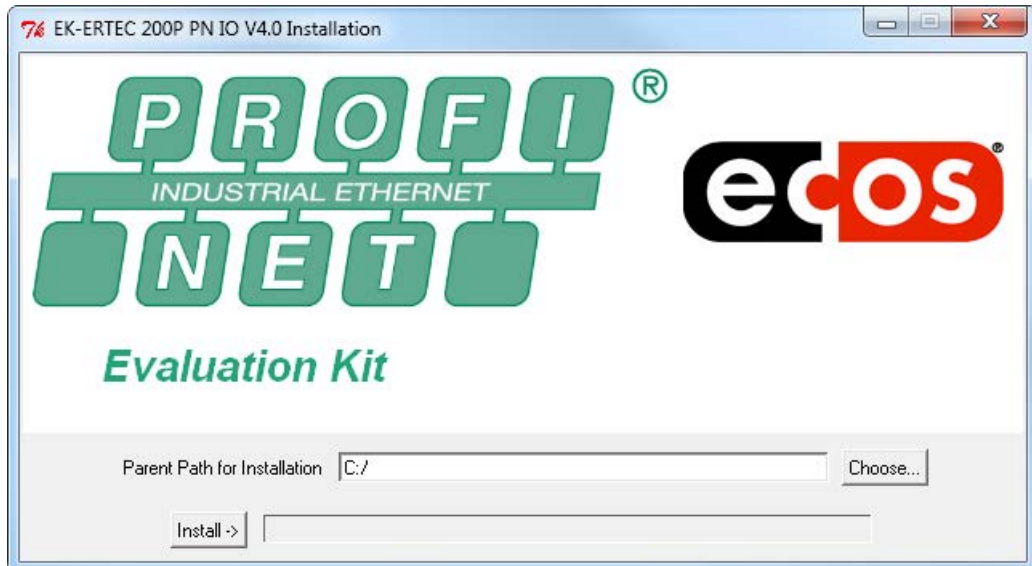 EK-ERTEC 200P PN IO V4.0 Installation
PROFI®
INDUSTRIAL ETHERNET
NET
ecos®
Evaluation Kit
Parent Path for Installation C:/ Choose...
Install ->